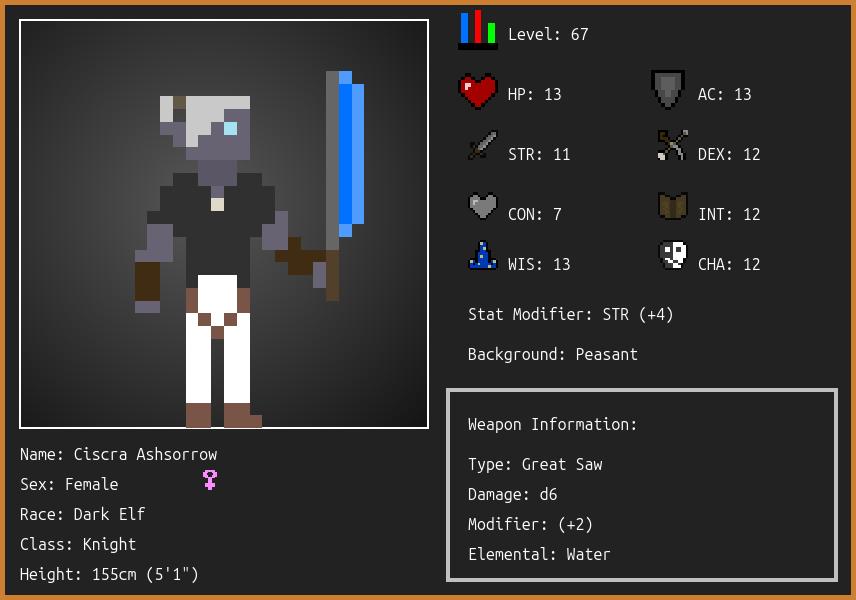 Level: 67
HP: 13
AC: 13
STR: 11
DEX: 12
CON: 7
INT: 12
WIS: 13
CHA: 12
Stat Modifier: STR (+4)
Background: Peasant
Weapon Information:
Type: Great Saw
Damage: d6
Modifier: (+2)
Elemental: Water
Name: Ciscra Ashsorrow
Sex: Female
Race: Dark Elf
Class: Knight
Height: 155cm (5'1")